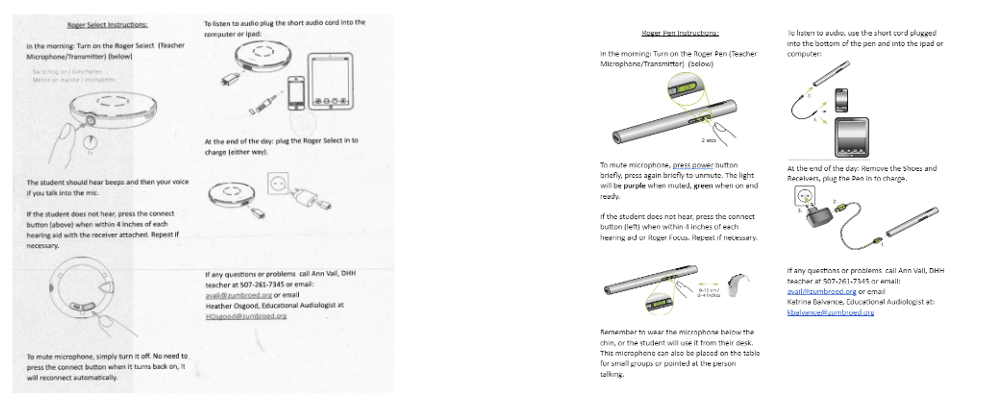 Roger Select Instructions:
In the morning: Turn on the Roger Select (Teacher
Microphone/Transmitter) (below)
Switching on / Einschalten
Mettre en marche / Inschakelen
1s
The student should hear beeps and then your voice
if you talk into the mic.
If the student does not hear, press the connect
button (above) when within 4 inches of each
hearing aid with the receiver attached. Repeat if
necessary.
To mute microphone, simply turn it off. No need to
press the connect button when it turns back on, it
will reconnect automatically.
To listen to audio plug the short audio cord into the
computer or ipad:
At the end of the day: plug the Roger Select in to
charge (either way).
If any questions or problems call Ann Vail, DHH
teacher at 507-261-7345 or email:
avail@zumbroed.org or email
Heather Osgood, Educational Audiologist at
HOsgood@zumbroed.org
Roger Pen Instructions:
In the morning: Turn on the Roger Pen (Teacher
Microphone/Transmitter) (below)
2 secs
To mute microphone, press power button
briefly, press again briefly to unmute. The light
will be purple when muted, green when on and
ready.
If the student does not hear, press the connect
button (left) when within 4 inches of each
hearing aid or Roger Focus. Repeat if necessary.
0–10 cm/
0–4 inches
Remember to wear the microphone below the
chin, or the student will use it from their desk.
This microphone can also be placed on the table
for small groups or pointed at the person
talking.
To listen to audio, use the short cord plugged
into the bottom of the pen and into the ipad or
computer:
2.
or
1.
At the end of the day: Remove the Shoes and
Receivers, plug the Pen in to charge.
2.
3.
1.
If any questions or problems call Ann Vail, DHH
teacher at 507-261-7345 or email:
avail@zumbroed.org or email
Katrina Balvance, Educational Audiologist at:
kbalvance@zumbroed.org